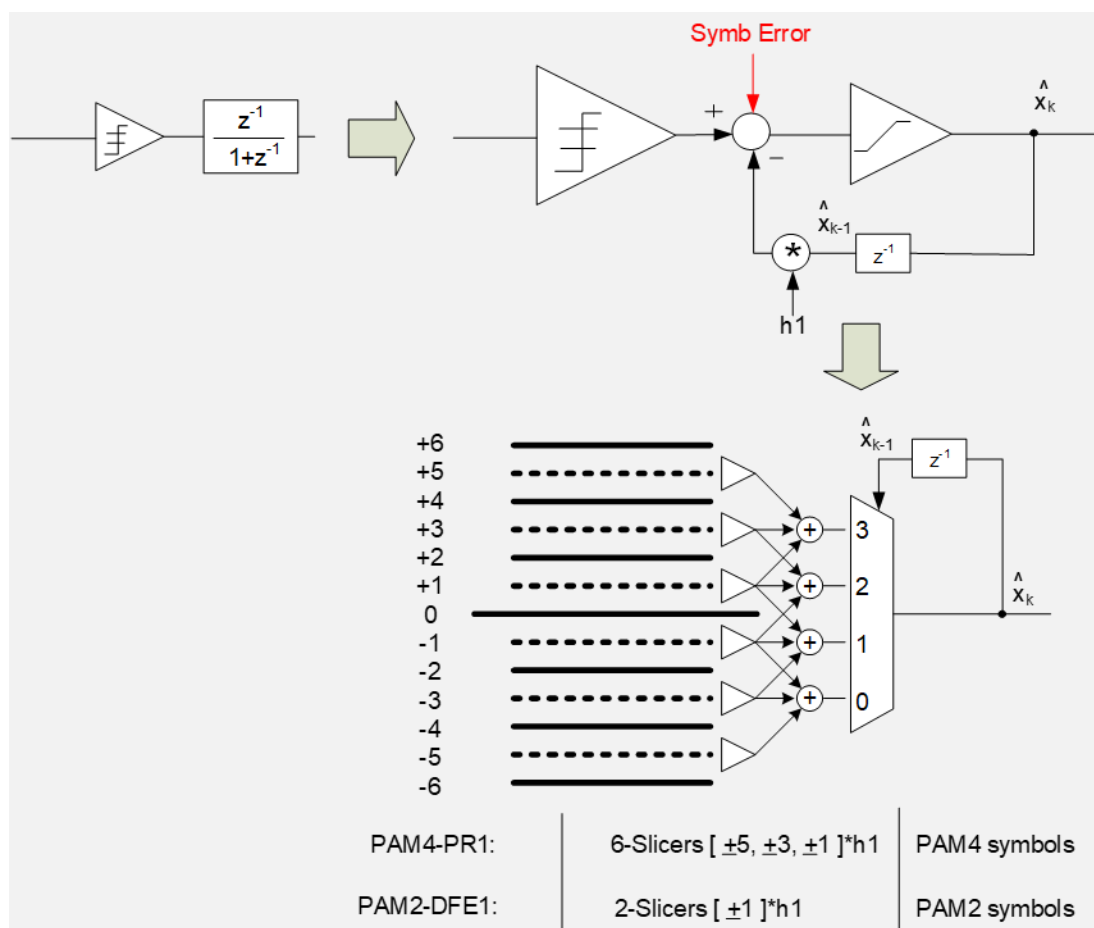 Symb Error
z-1
1+z-1
+
−
x̂k
x̂k-1
*
z-1
h1
x̂k-1
z-1
+6
+5
+4
+3
+2
+1
0
-1
-2
-3
-4
-5
-6
+ 3
+ 2
+ 1
+ 0
x̂k
PAM4-PR1: 6-Slicers [ ±5, ±3, ±1 ]*h1 PAM4 symbols
PAM2-DFE1: 2-Slicers [ ±1 ]*h1 PAM2 symbols